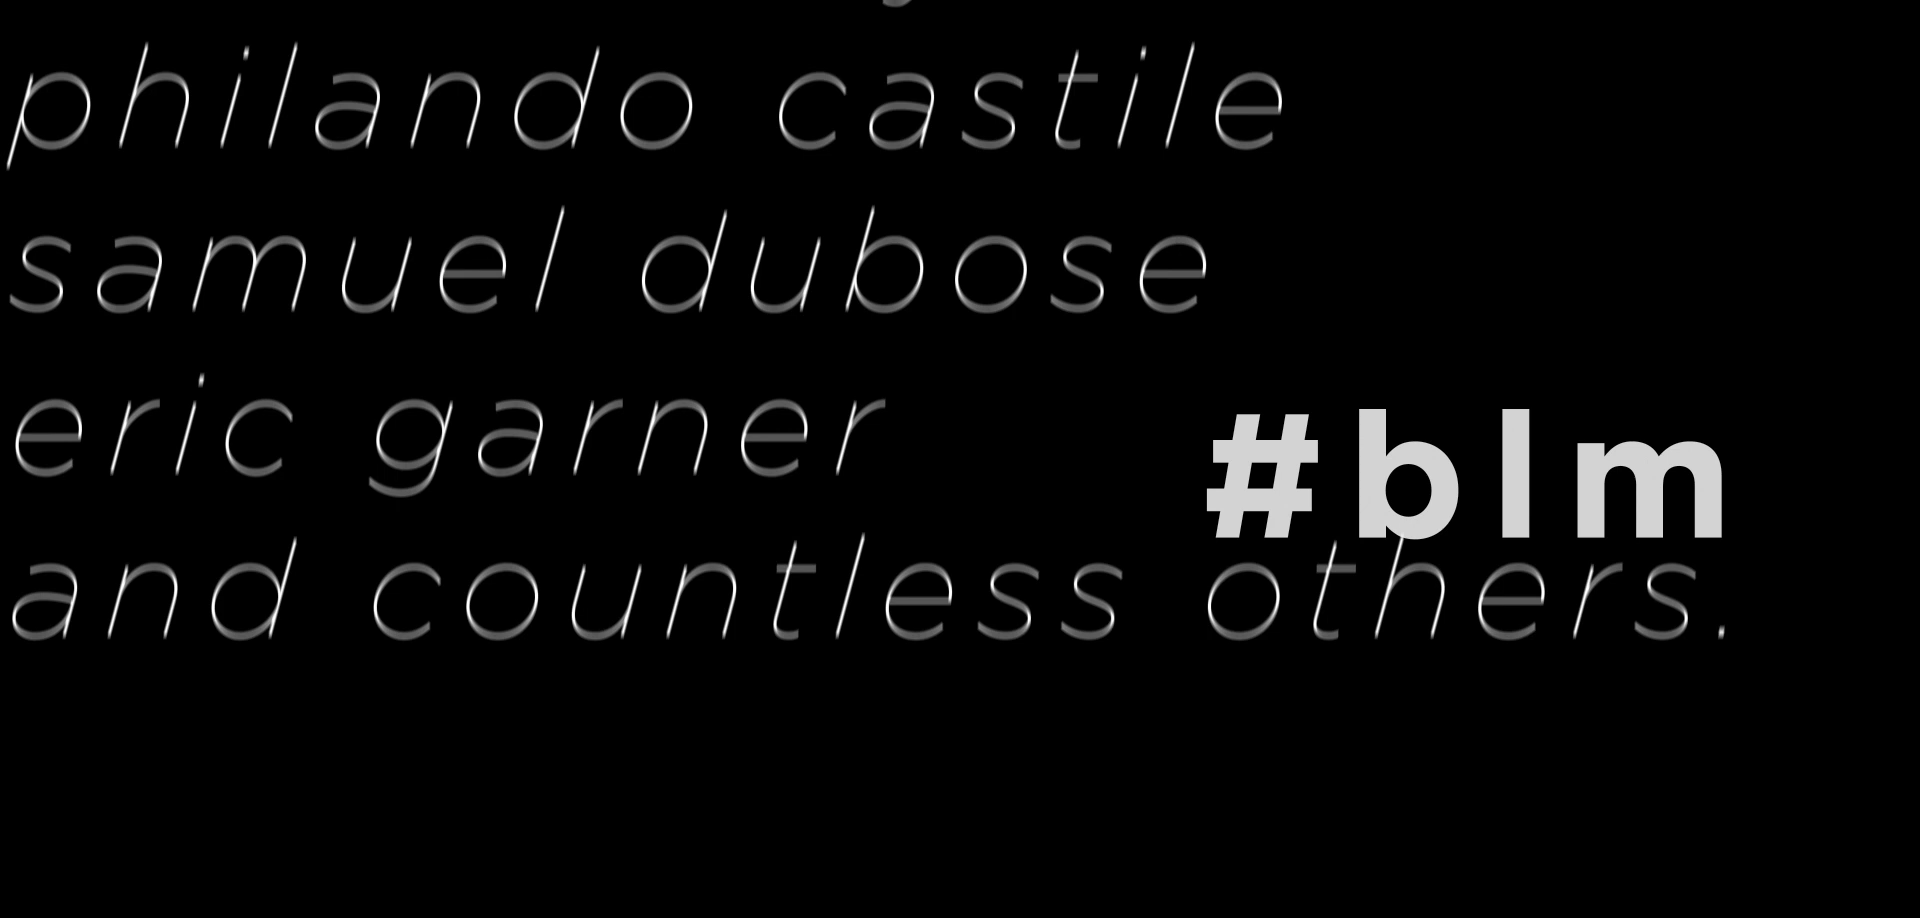 philando castile
samuel dubose
eric garner
#blm
and countless others.